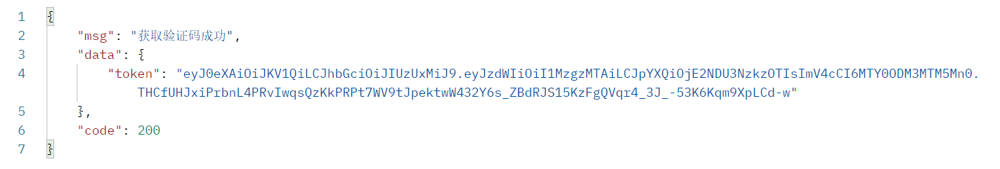 1 {
2 "msg": "获取验证码成功",
3 "data": {
4 "token": "eyJ0eXAiOiJKV1QiLCJhbGciOiJIUzUxMiJ9.eyJzdWIiOiI1MzgzMTAiLCJpYXQiOjE2NDU3NzkzOTIsImV4cCI6MTY0ODM3MTM5Mn0.
THCfUHJxiPrbnL4PRvIwqsQzKkPRPt7WV9tJpektwW432Y6s_ZBdRJS15KzFgQVqr4_3J_-53K6Kqm9XpLCd-w"
5 },
6 "code": 200
7 }